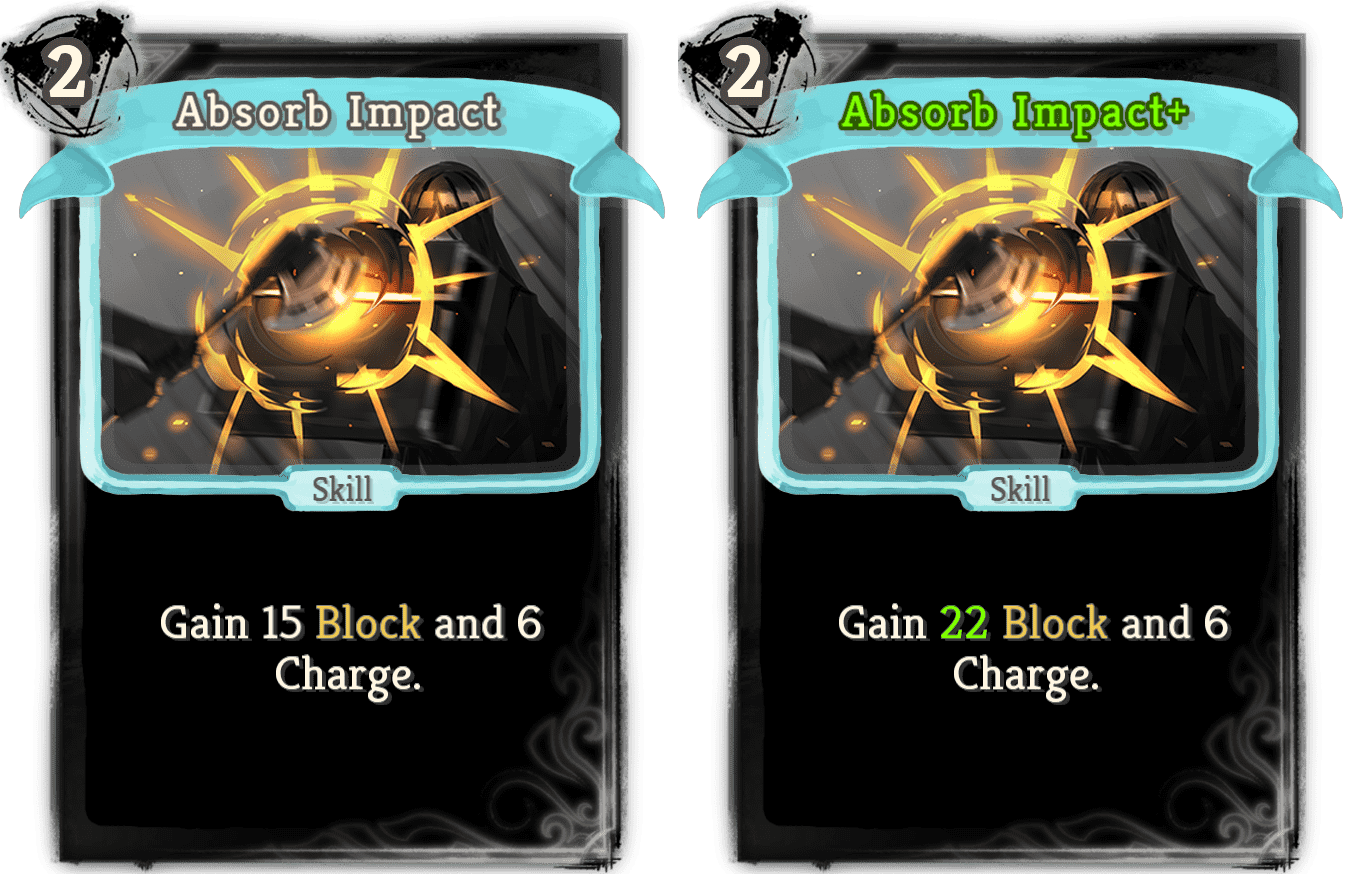 2
Absorb Impact
Skill
Gain 15 Block and 6
Charge.
2
Absorb Impact+
Skill
Gain 22 Block and 6
Charge.